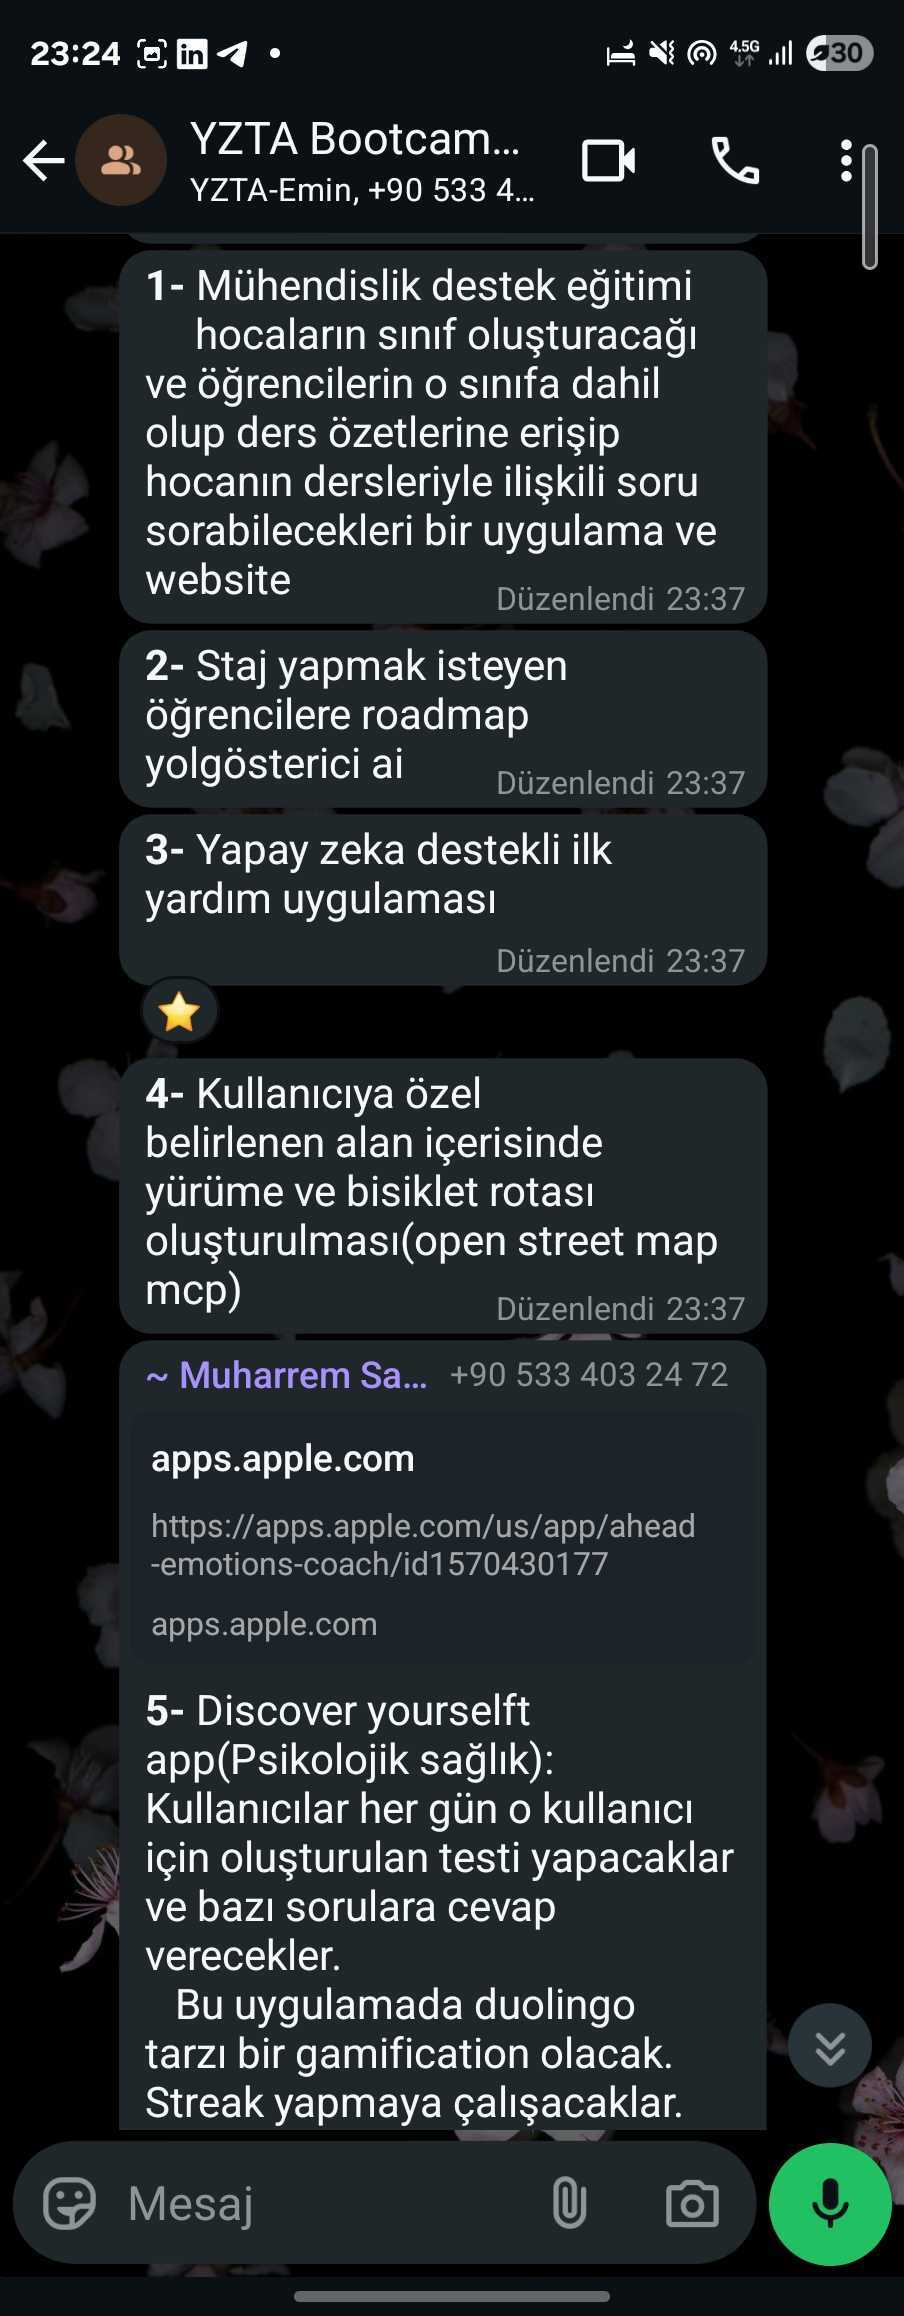 23:24
4.5G
30
YZTA Bootcam...
YZTA-Emin, +90 533 4...
1- Mühendislik destek eğitimi
hocaların sınıf oluşturacağı
ve öğrencilerin o sınıfa dahil
olup ders özetlerine erişip
hocanın dersleriyle ilişkili soru
sorabilecekleri bir uygulama ve
website
Düzenlendi 23:37
2- Staj yapmak isteyen
öğrencilere roadmap
yolgösterici ai
Düzenlendi 23:37
3- Yapay zeka destekli ilk
yardım uygulaması
Düzenlendi 23:37
4- Kullanıcıya özel
belirlenen alan içerisinde
yürüme ve bisiklet rotası
oluşturulması(open street map
mcp)
Düzenlendi 23:37
~ Muharrem Sa... +90 533 403 24 72
apps.apple.com
https://apps.apple.com/us/app/ahead
-emotions-coach/id1570430177
apps.apple.com
5- Discover yourselft
app(Psikolojik sağlık):
Kullanıcılar her gün o kullanıcı
için oluşturulan testi yapacaklar
ve bazı sorulara cevap
verecekler.
Bu uygulamada duolingo
tarzı bir gamification olacak.
Streak yapmaya çalışacaklar.
Mesaj